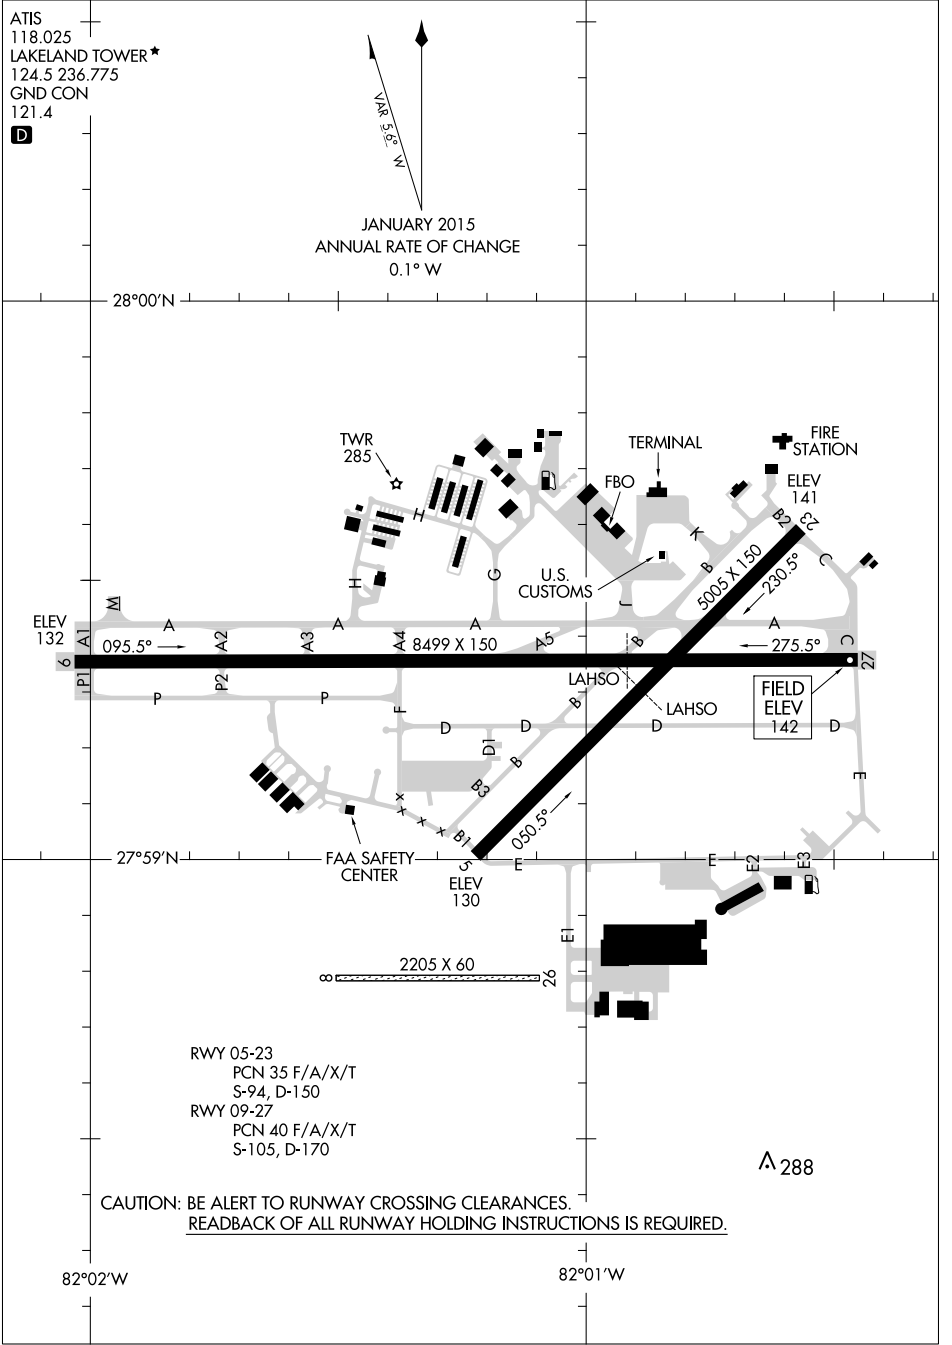 ATIS
118.025
LAKELAND TOWER★
124.5 236.775
GND CON
121.4
D
VAR 5.6° W
JANUARY 2015
ANNUAL RATE OF CHANGE
0.1° W
28°00'N
TWR
285
TERMINAL
FIRE
STATION
FBO
ELEV
141
H
B2
23
K
B
C
5005 X 150
230.5°
U.S.
CUSTOMS
G
H
J
M
ELEV
132
A
A
A
A
A1
A2
A3
A4
A5
B
C
095.5°
8499 X 150
275.5°
9
27
LAHSO
LAHSO
P1
P2
P
P
F
B
FIELD
ELEV
142
D
D
D
D
D1
B
B3
E
x
x
x
x
B1
050.5°
5
27°59'N
FAA SAFETY
CENTER
ELEV
130
E
E
E2
E3
E1
2205 X 60
8
26
RWY 05-23
PCN 35 F/A/X/T
S-94, D-150
RWY 09-27
PCN 40 F/A/X/T
S-105, D-170
288
CAUTION: BE ALERT TO RUNWAY CROSSING CLEARANCES.
READBACK OF ALL RUNWAY HOLDING INSTRUCTIONS IS REQUIRED.
82°02'W
82°01'W